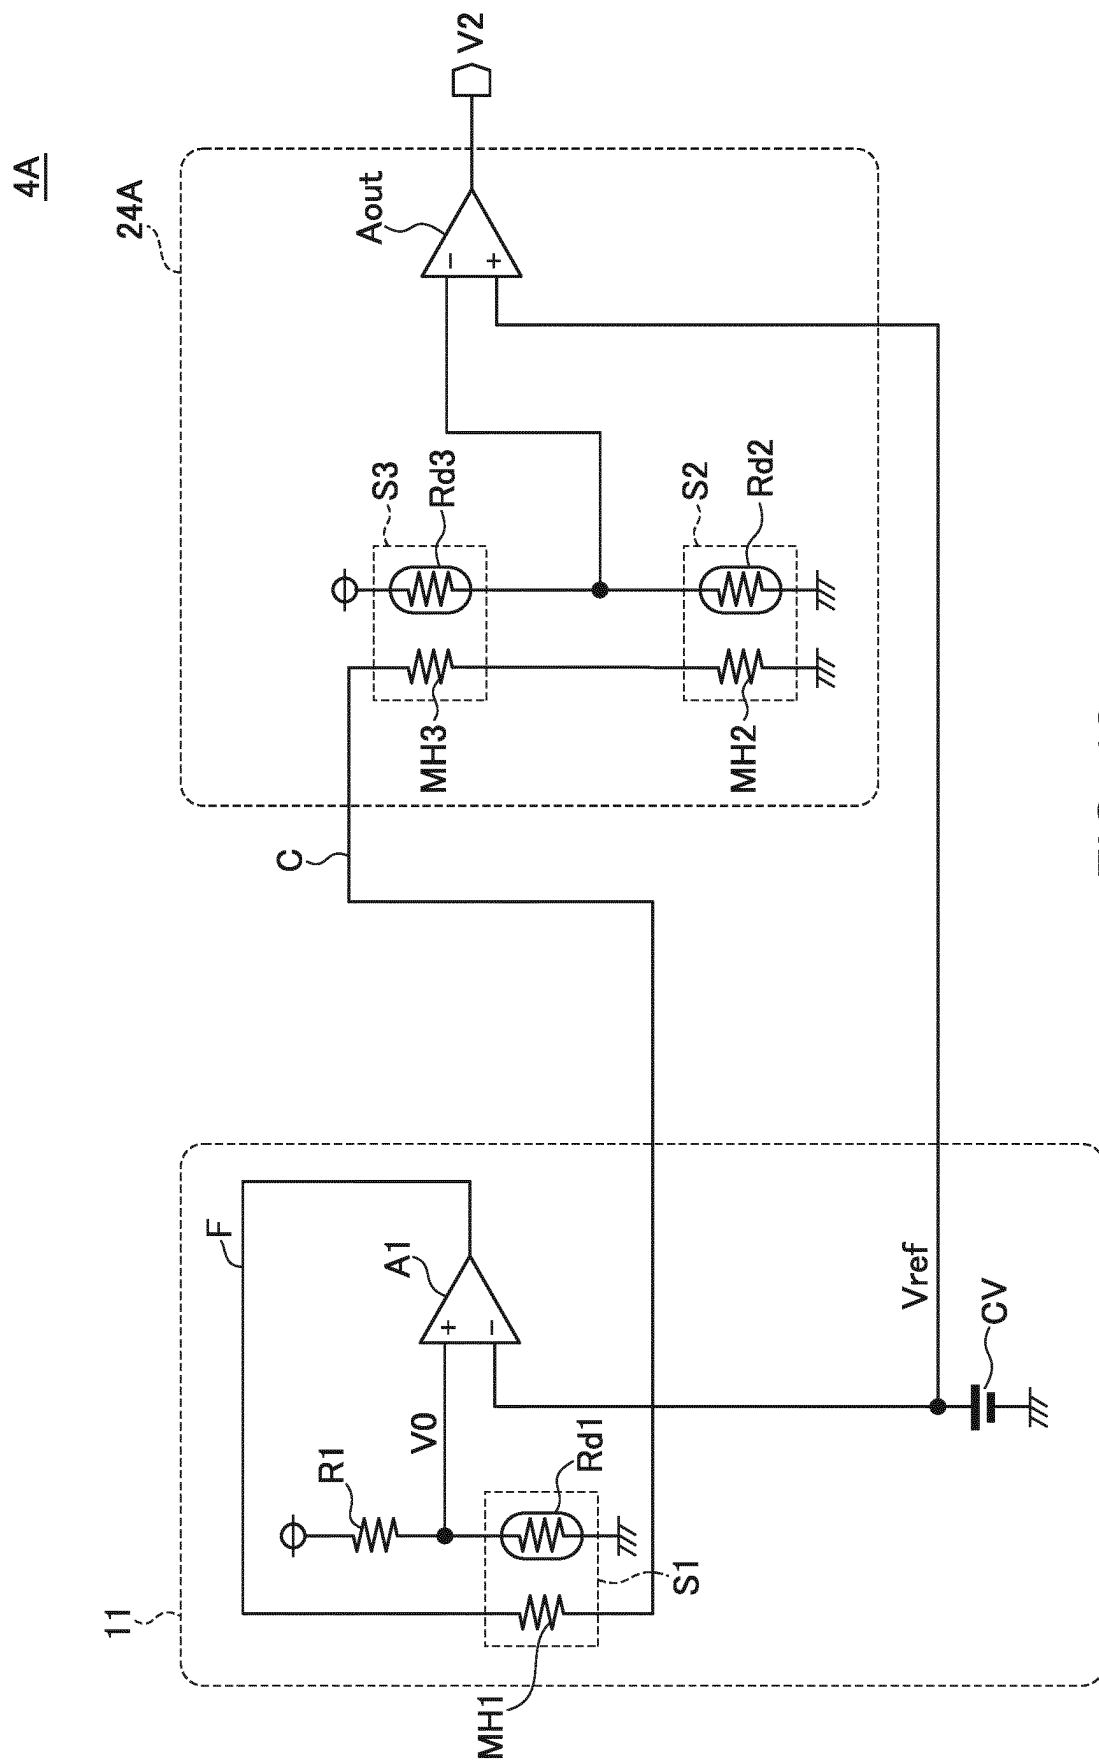 4A
24A
Aout
V2
−
+
S3
Rd3
S2
Rd2
MH3
MH2
C
11
F
A1
+
−
R1
V0
Rd1
S1
MH1
Vref
CV